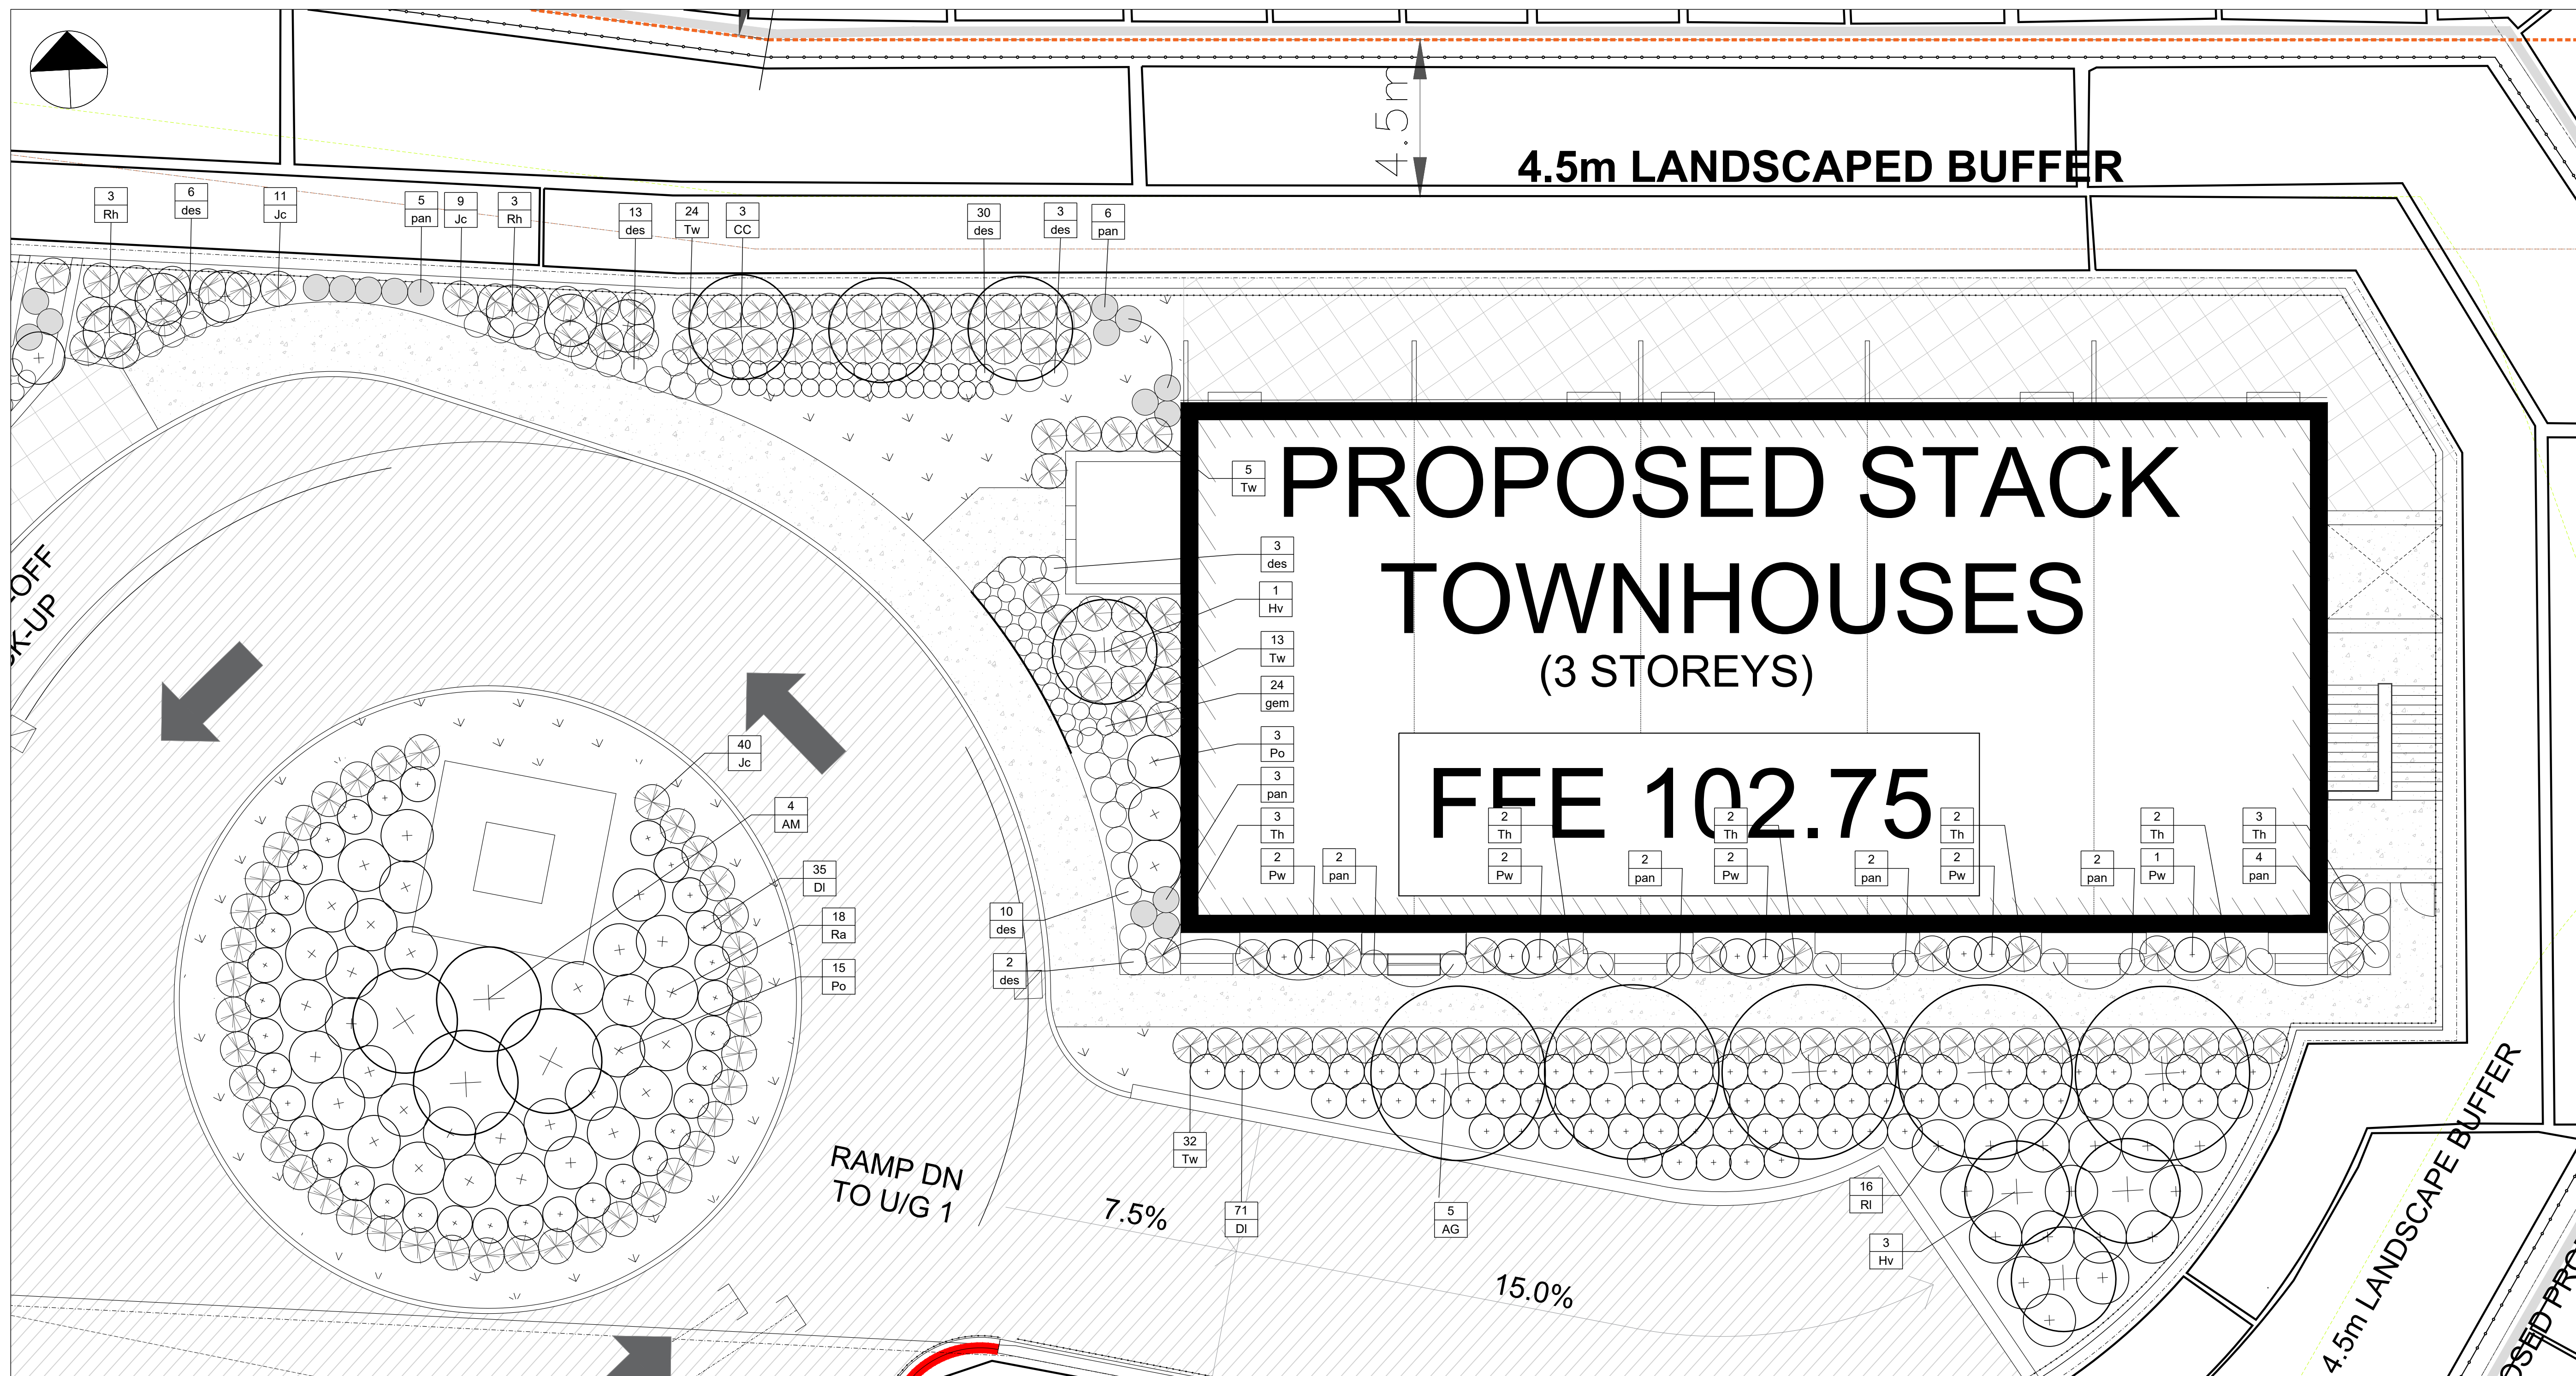 4.5m
4.5m LANDSCAPED BUFFER
3
Rh
6
des
11
Jc
5
pan
9
Jc
3
Rh
13
des
24
Tw
3
CC
30
des
3
des
6
pan
5
Tw
PROPOSED STACK
TOWNHOUSES
(3 STOREYS)
FFE 102.75
3
des
1
Hv
13
Tw
24
gem
3
Po
3
pan
3
Th
2
Pw
2
pan
2
Th
2
Pw
2
pan
2
Th
2
Pw
2
pan
2
Th
2
Pw
2
pan
2
Th
1
Pw
3
Th
4
pan
40
Jc
4
AM
35
Dl
18
Ra
15
Po
10
des
2
des
32
Tw
71
Dl
5
AG
16
Rl
3
Hv
RAMP DN
TO U/G 1
7.5%
15.0%
4.5m LANDSCAPE BUFFER